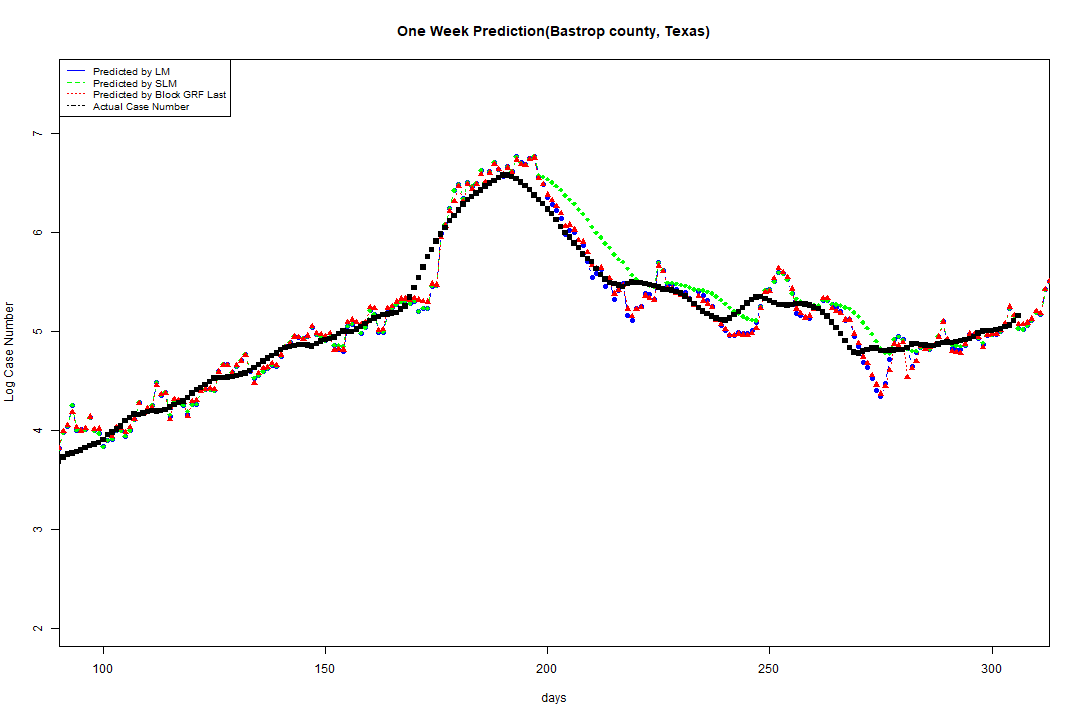 One Week Prediction(Bastrop county, Texas)
Predicted by LM
Predicted by SLM
Predicted by Block GRF Last
Actual Case Number
7
6
5
4
3
2
Log Case Number
100 150 200 250 300
days